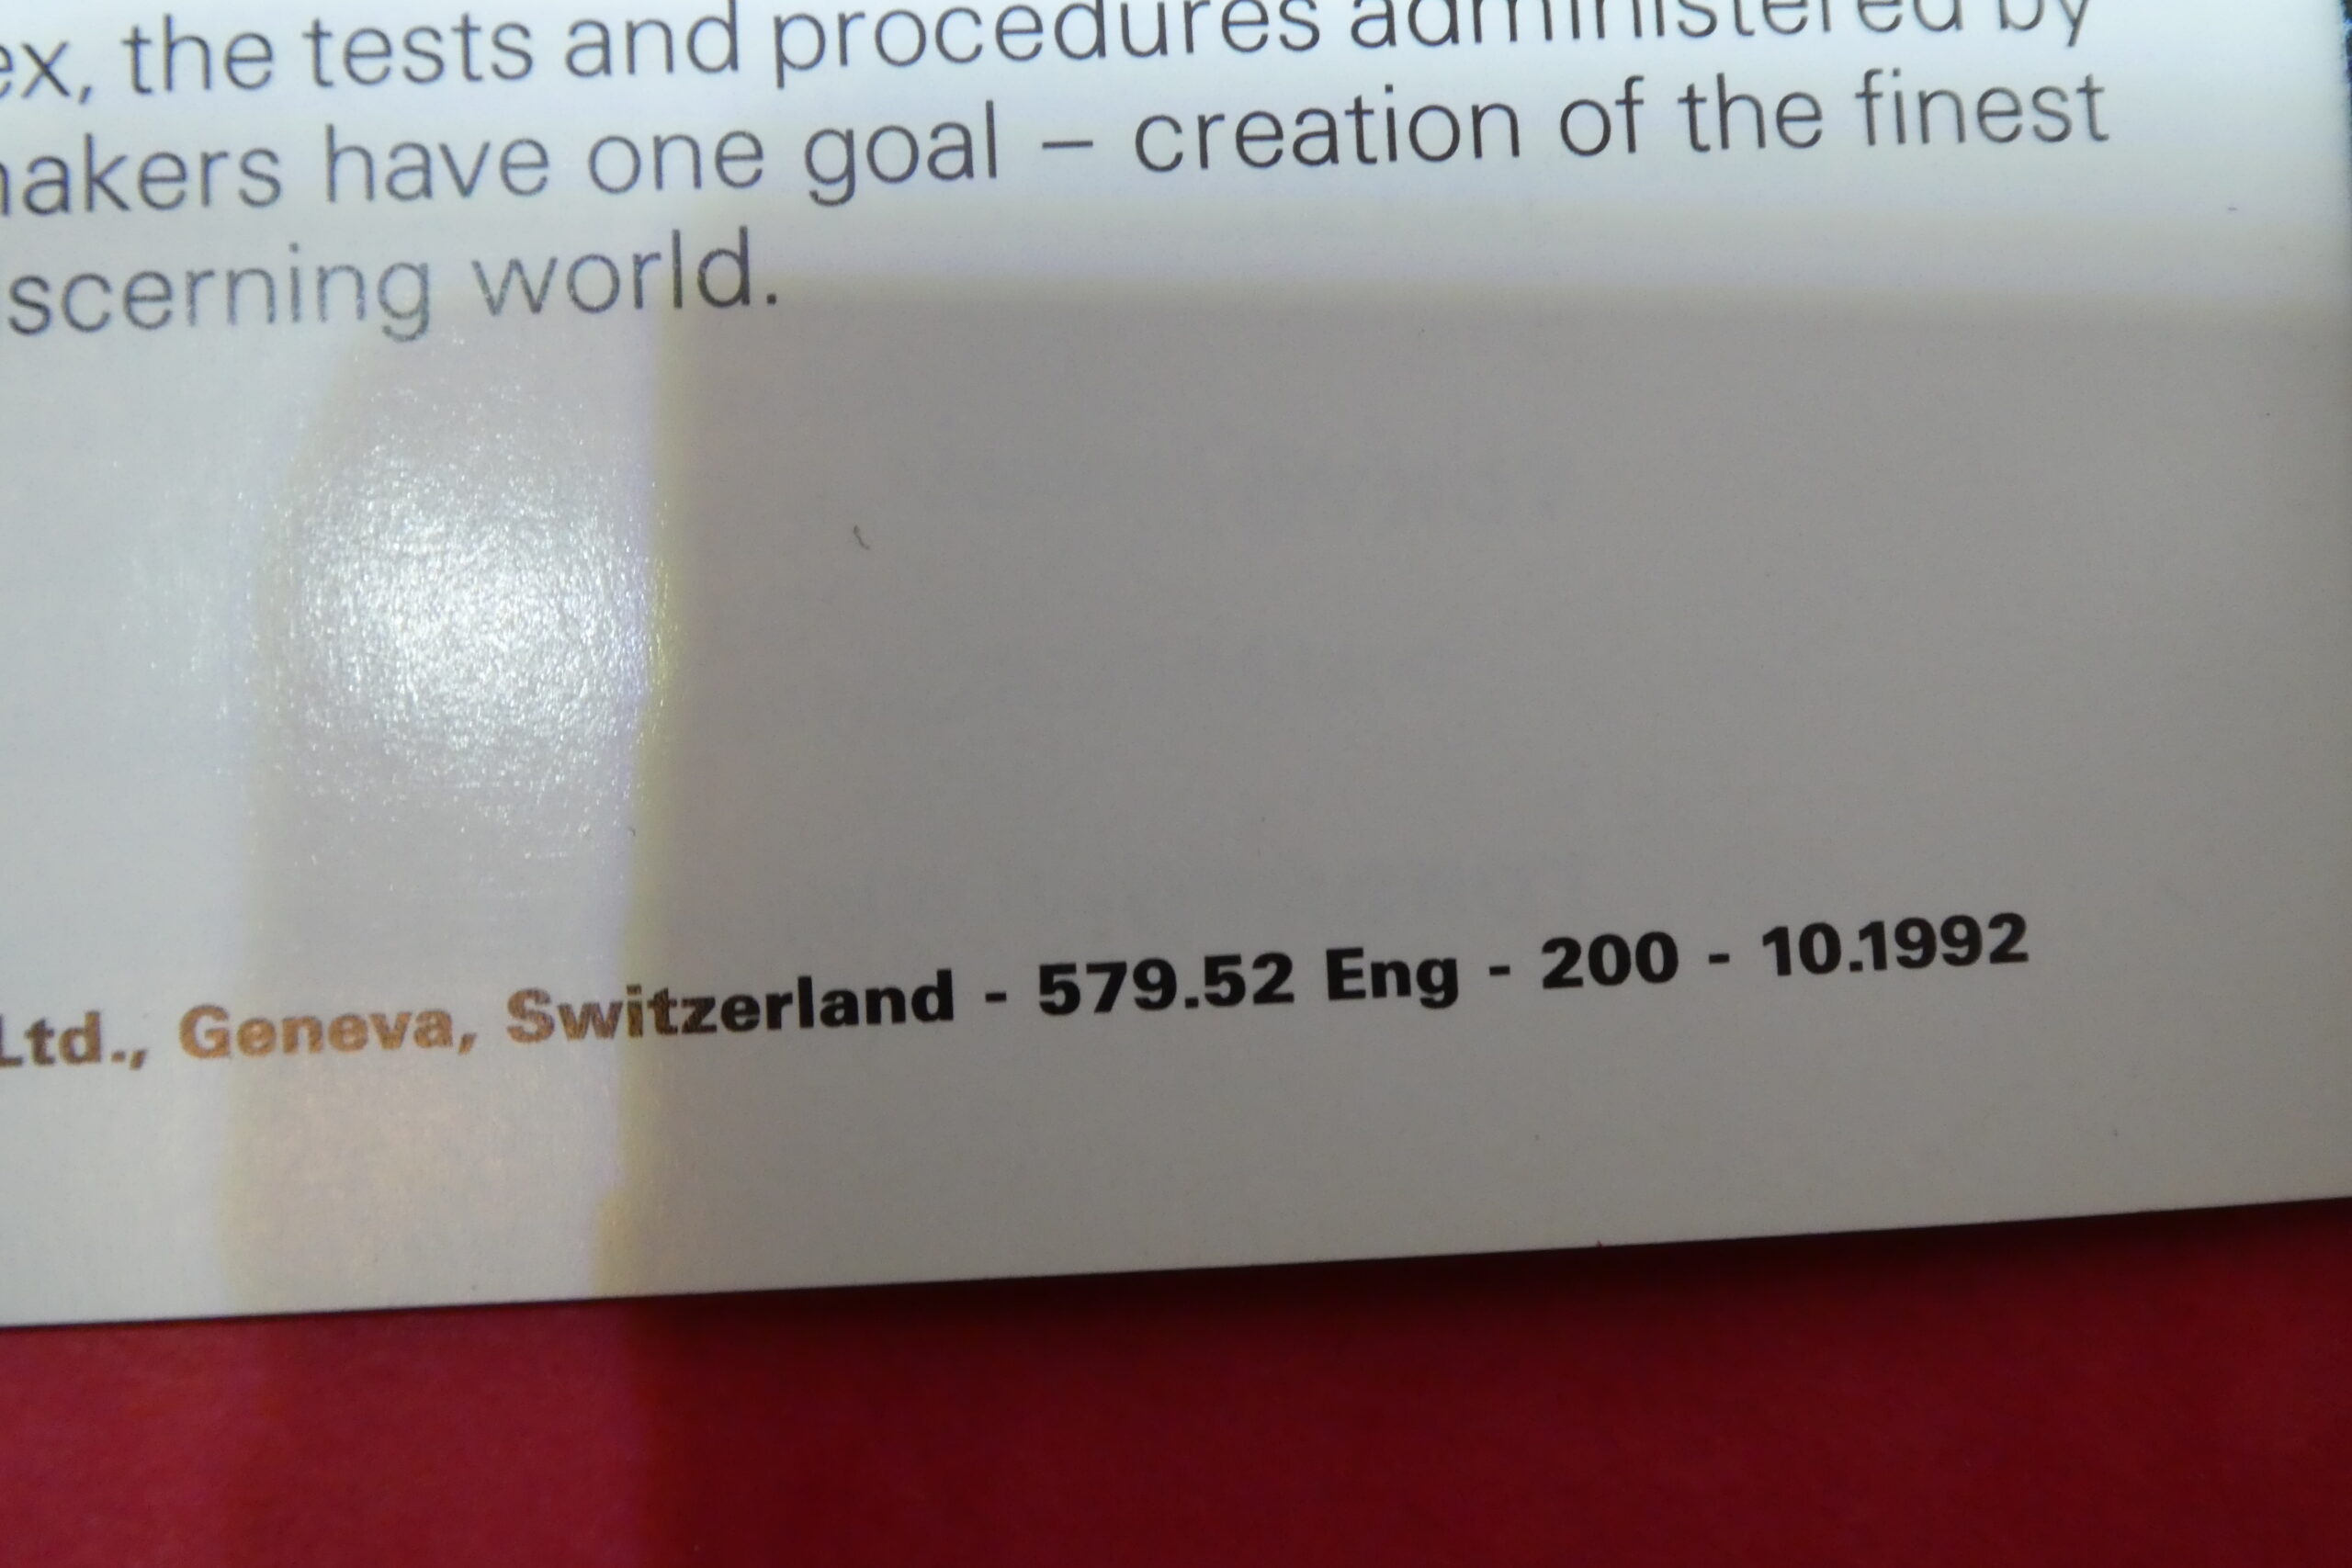 ex, the tests and procedures administered by
makers have one goal – creation of the finest
scerning world.
Ltd., Geneva, Switzerland - 579.52 Eng - 200 - 10.1992